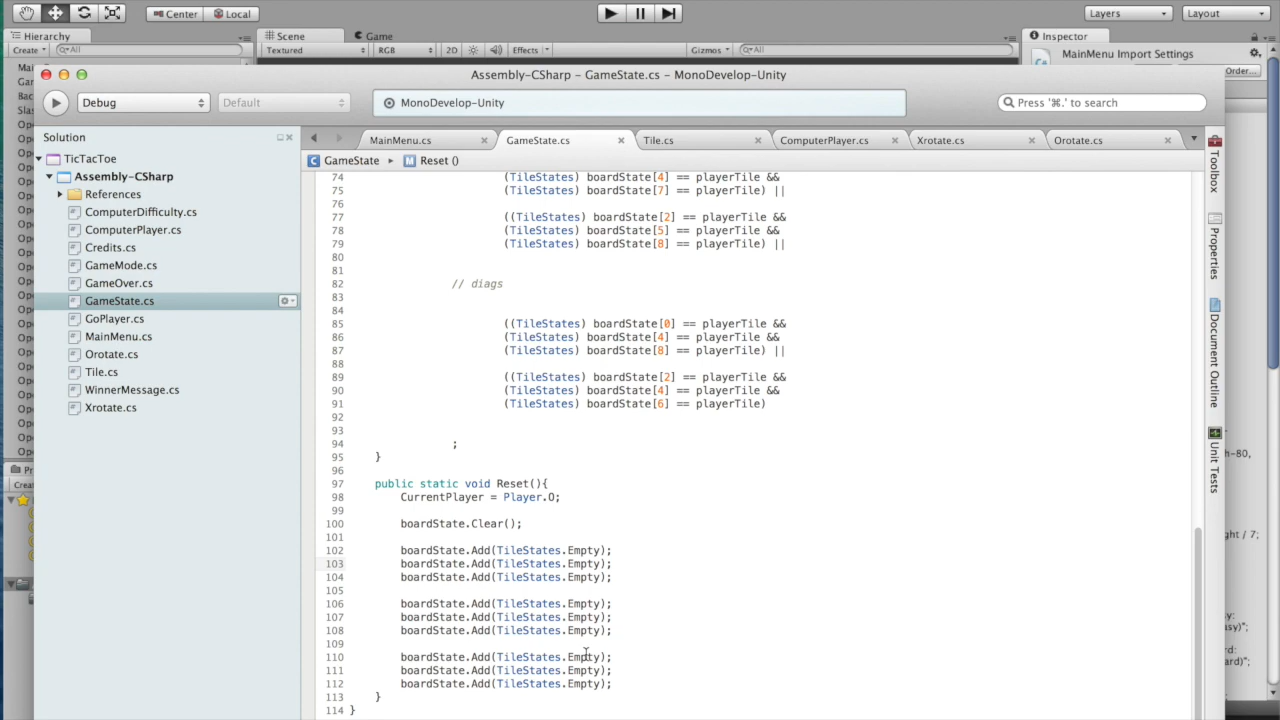 Center Local
Layers Layout
Hierarchy
Scene Game
Inspector
Create All
Textured RGB 2D Effects Gizmos All
MainMenu Import Settings
Order...
Assembly-CSharp – GameState.cs – MonoDevelop-Unity
Debug Default MonoDevelop-Unity Press '⌘.' to search
Solution
MainMenu.cs GameState.cs Tile.cs ComputerPlayer.cs Xrotate.cs Orotate.cs
GameState Reset ()
TicTacToe
Assembly-CSharp
References
ComputerDifficulty.cs
ComputerPlayer.cs
Credits.cs
GameMode.cs
GameOver.cs
GameState.cs
GoPlayer.cs
MainMenu.cs
Orotate.cs
Tile.cs
WinnerMessage.cs
Xrotate.cs
74 (TileStates) boardState[4] == playerTile &&
75 (TileStates) boardState[7] == playerTile) ||
76
77 ((TileStates) boardState[2] == playerTile &&
78 (TileStates) boardState[5] == playerTile &&
79 (TileStates) boardState[8] == playerTile) ||
80
81
82 // diags
83
84
85 ((TileStates) boardState[0] == playerTile &&
86 (TileStates) boardState[4] == playerTile &&
87 (TileStates) boardState[8] == playerTile) ||
88
89 ((TileStates) boardState[2] == playerTile &&
90 (TileStates) boardState[4] == playerTile &&
91 (TileStates) boardState[6] == playerTile)
92
93
94 ;
95 }
96
97 public static void Reset(){
98 CurrentPlayer = Player.O;
99
100 boardState.Clear();
101
102 boardState.Add(TileStates.Empty);
103 boardState.Add(TileStates.Empty);
104 boardState.Add(TileStates.Empty);
105
106 boardState.Add(TileStates.Empty);
107 boardState.Add(TileStates.Empty);
108 boardState.Add(TileStates.Empty);
109
110 boardState.Add(TileStates.Empty);
111 boardState.Add(TileStates.Empty);
112 boardState.Add(TileStates.Empty);
113 }
114 }
Toolbox
Properties
Document Outline
Unit Tests